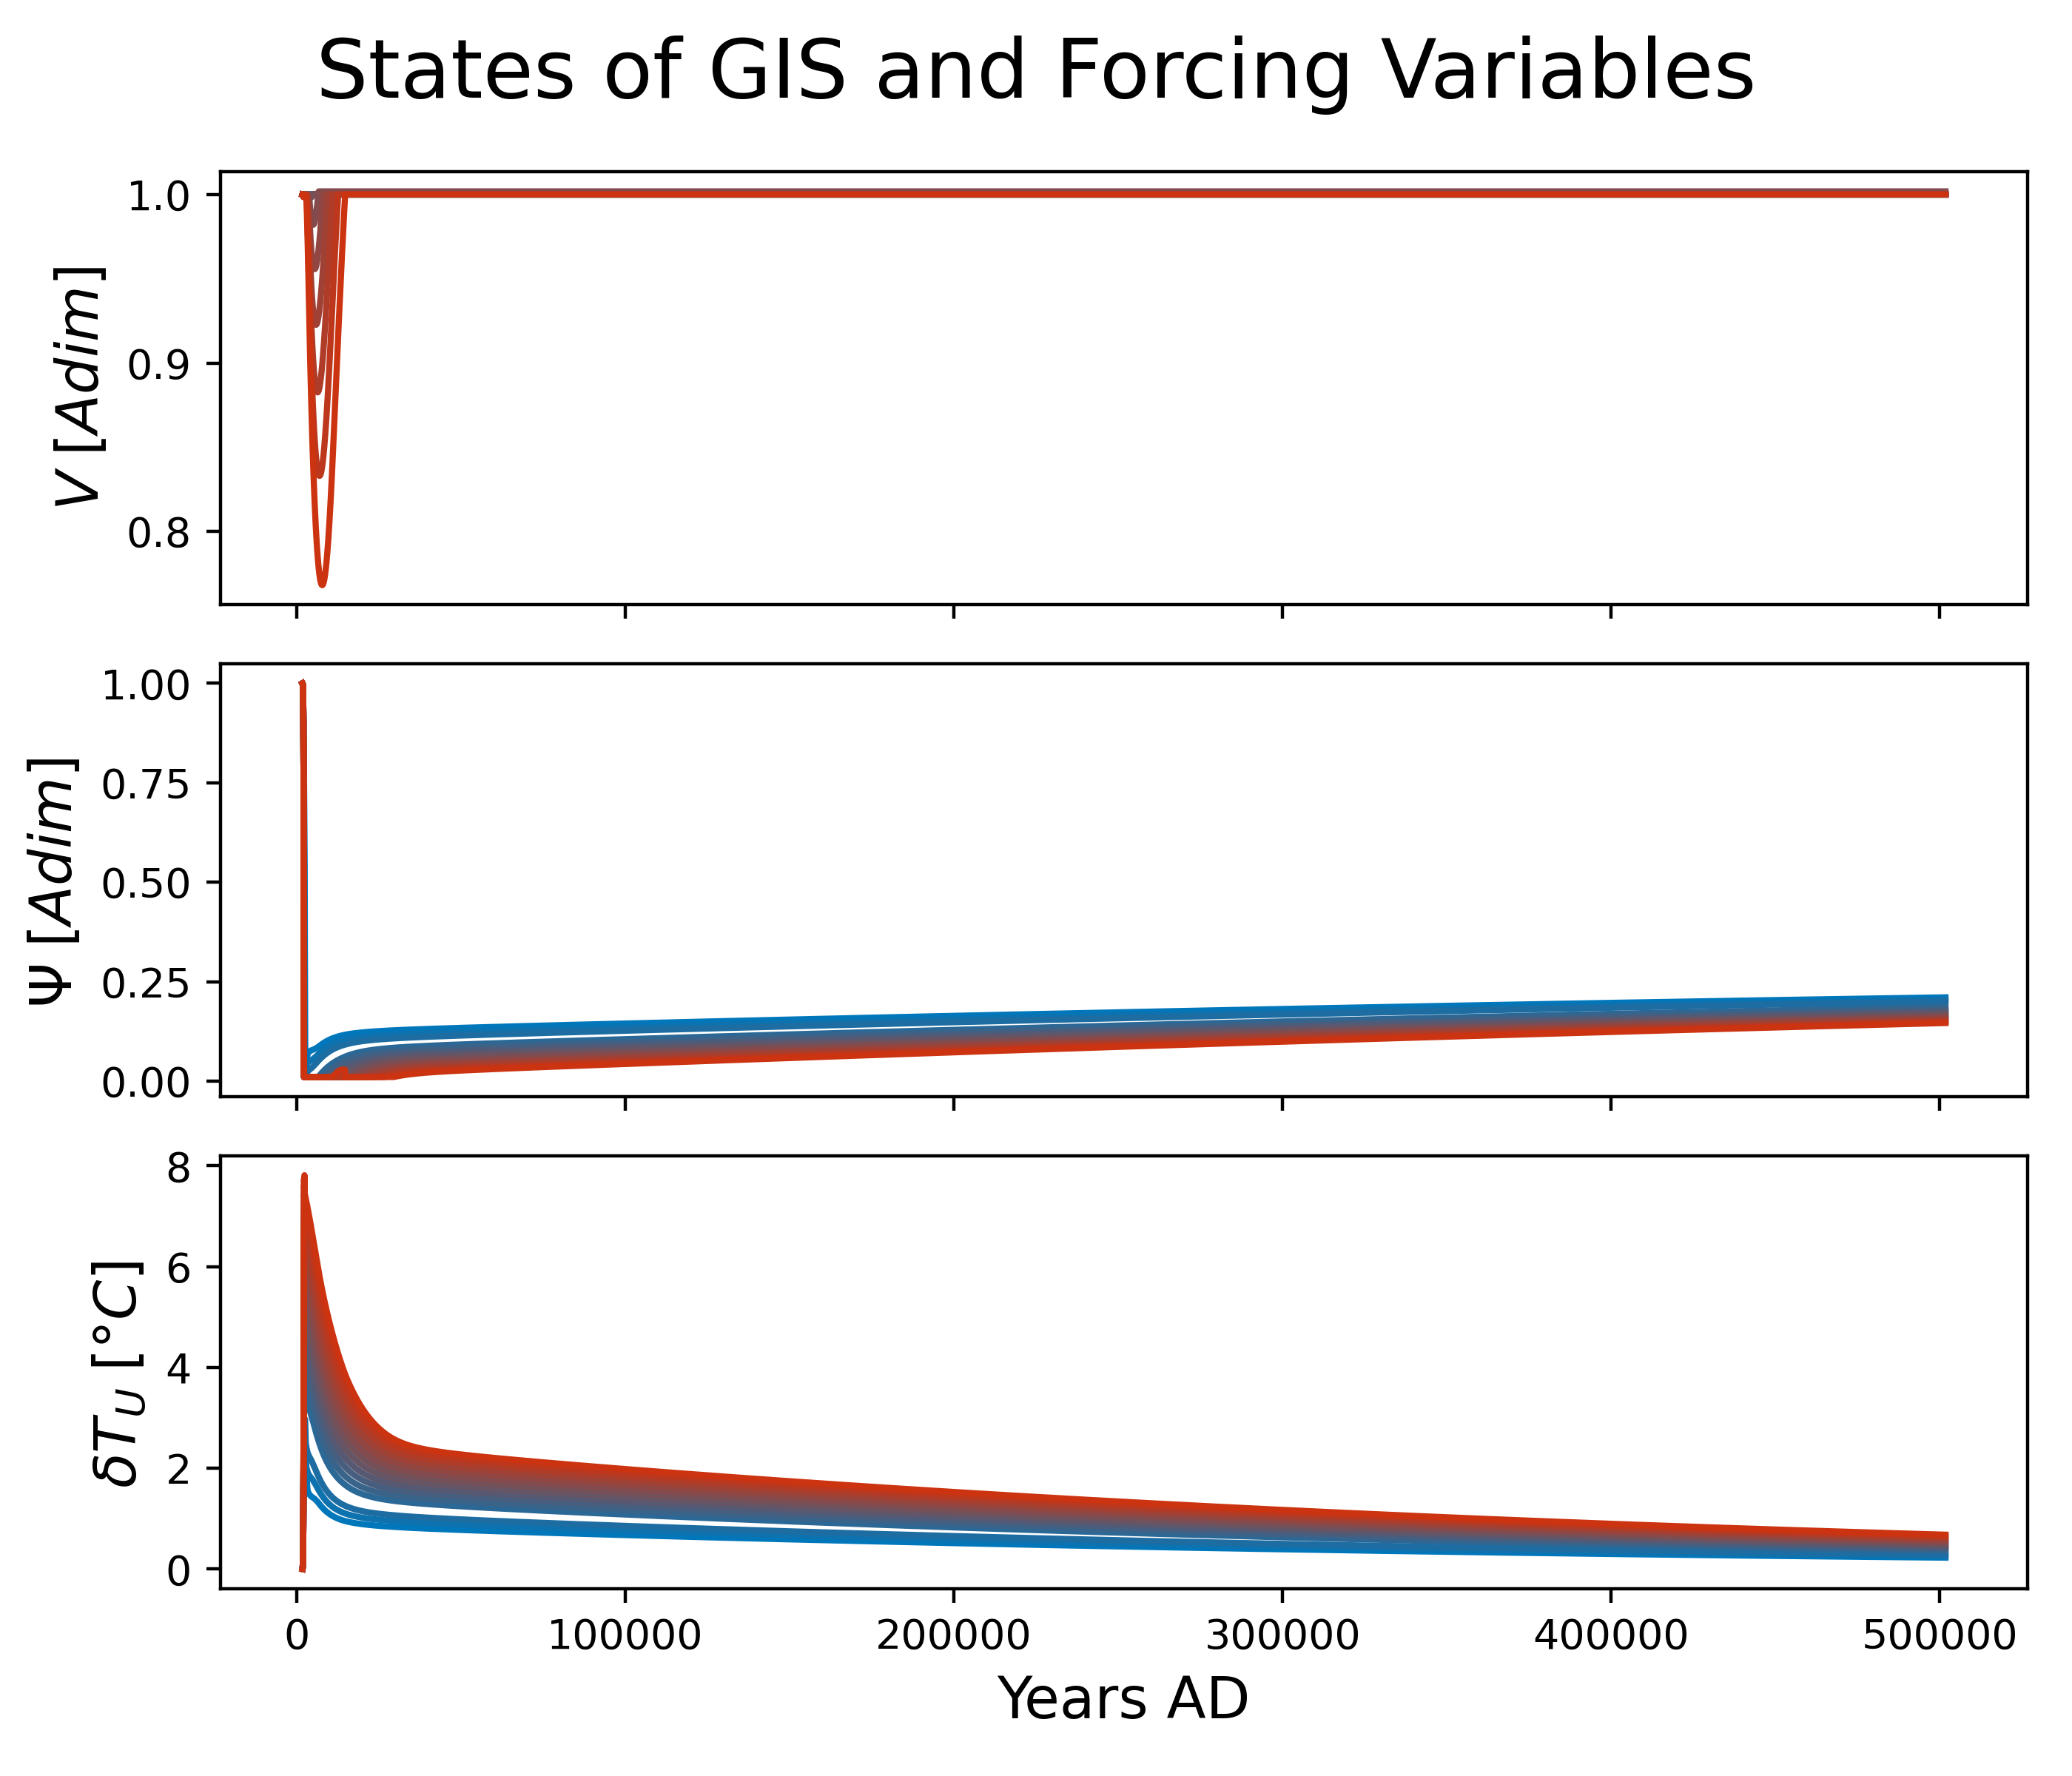 States of GIS and Forcing Variables
V [Adim]
1.0
0.9
0.8
Ψ [Adim]
1.00
0.75
0.50
0.25
0.00
δT_U [°C]
8
6
4
2
0
0 100000 200000 300000 400000 500000
Years AD